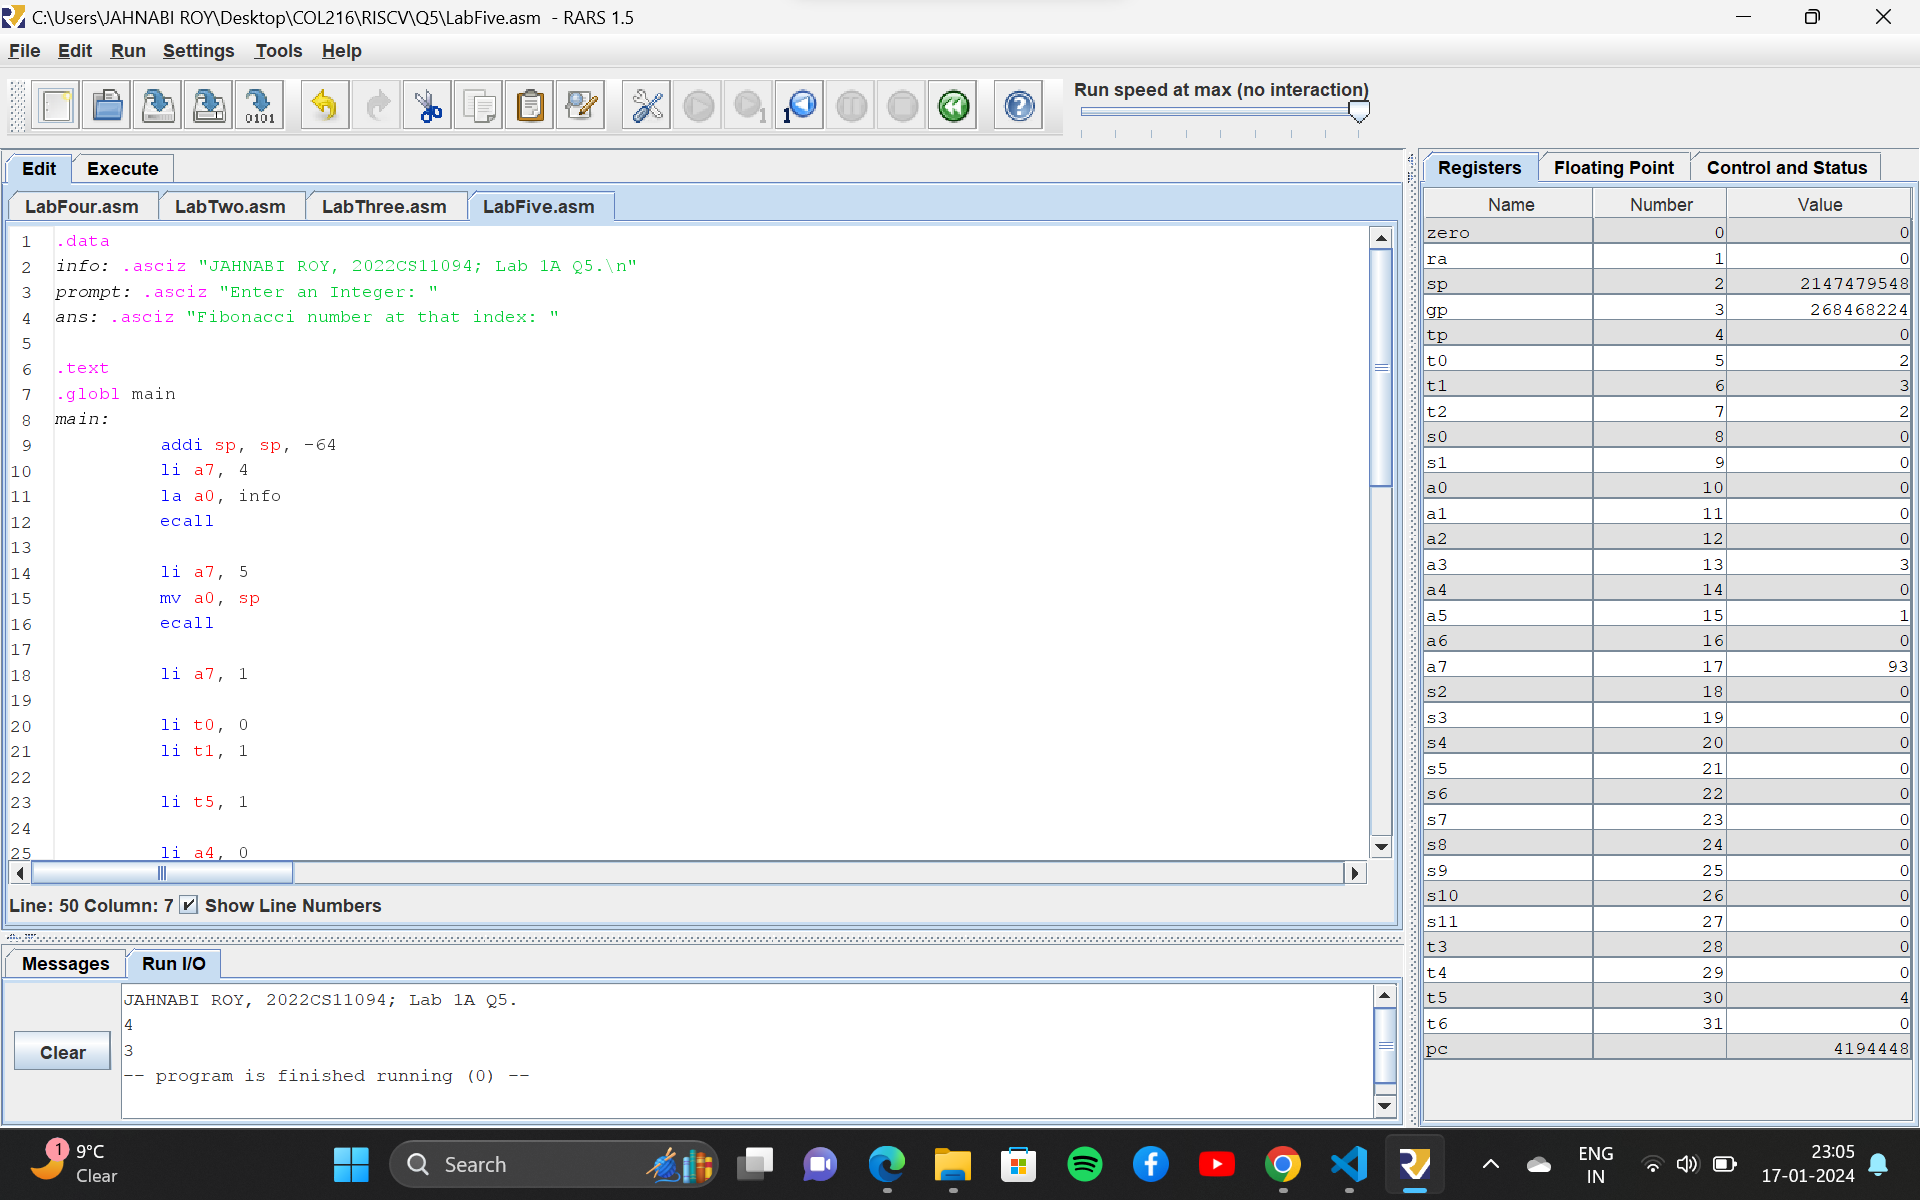 C:\Users\JAHNABI ROY\Desktop\COL216\RISCV\Q5\LabFive.asm - RARS 1.5
File Edit Run Settings Tools Help
Run speed at max (no interaction)
0101
1
1
Edit Execute
LabFour.asm LabTwo.asm LabThree.asm LabFive.asm
1 .data
2 info: .asciz "JAHNABI ROY, 2022CS11094; Lab 1A Q5.\n"
3 prompt: .asciz "Enter an Integer: "
4 ans: .asciz "Fibonacci number at that index: "
5
6 .text
7 .globl main
8 main:
9 addi sp, sp, -64
10 li a7, 4
11 la a0, info
12 ecall
13
14 li a7, 5
15 mv a0, sp
16 ecall
17
18 li a7, 1
19
20 li t0, 0
21 li t1, 1
22
23 li t5, 1
24
25 li a4, 0
Line: 50 Column: 7 Show Line Numbers
Messages Run I/O
Clear
JAHNABI ROY, 2022CS11094; Lab 1A Q5.
4
3
-- program is finished running (0) --
Registers Floating Point Control and Status
Name Number Value
zero 0 0
ra 1 0
sp 2 2147479548
gp 3 268468224
tp 4 0
t0 5 2
t1 6 3
t2 7 2
s0 8 0
s1 9 0
a0 10 0
a1 11 0
a2 12 0
a3 13 3
a4 14 0
a5 15 1
a6 16 0
a7 17 93
s2 18 0
s3 19 0
s4 20 0
s5 21 0
s6 22 0
s7 23 0
s8 24 0
s9 25 0
s10 26 0
s11 27 0
t3 28 0
t4 29 0
t5 30 4
t6 31 0
pc 4194448
1
9°C
Clear
Search
ENG
IN
23:05
17-01-2024